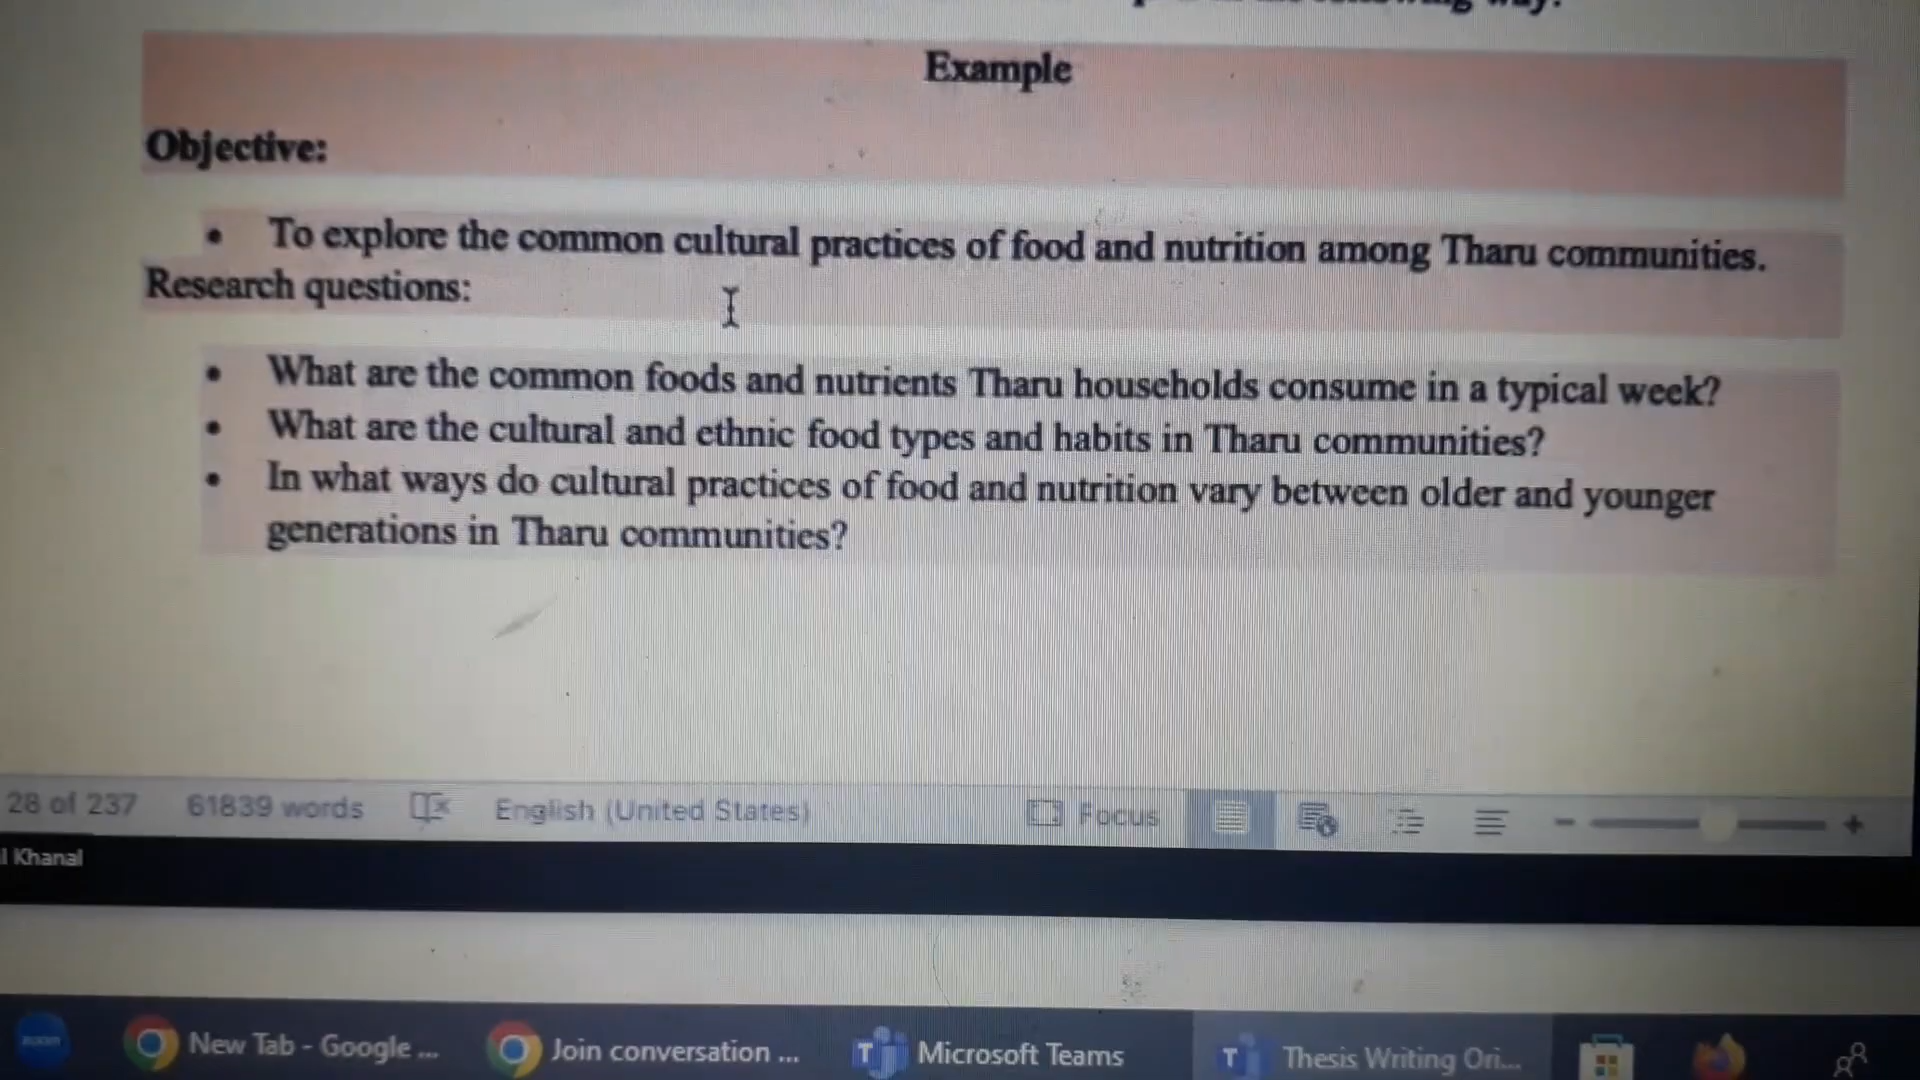 way:
Example
Objective:
• To explore the common cultural practices of food and nutrition among Tharu communities.
Research questions:
• What are the common foods and nutrients Tharu households consume in a typical week?
• What are the cultural and ethnic food types and habits in Tharu communities?
• In what ways do cultural practices of food and nutrition vary between older and younger
generations in Tharu communities?
28 of 237 61839 words English (United States) Focus
l Khanal
zoom New Tab - Google ... Join conversation ... Microsoft Teams Thesis Writing Ori...